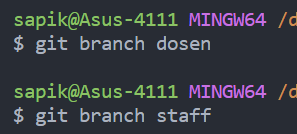 sapik@Asus-4111 MINGW64 /d
$ git branch dosen
sapik@Asus-4111 MINGW64 /d
$ git branch staff